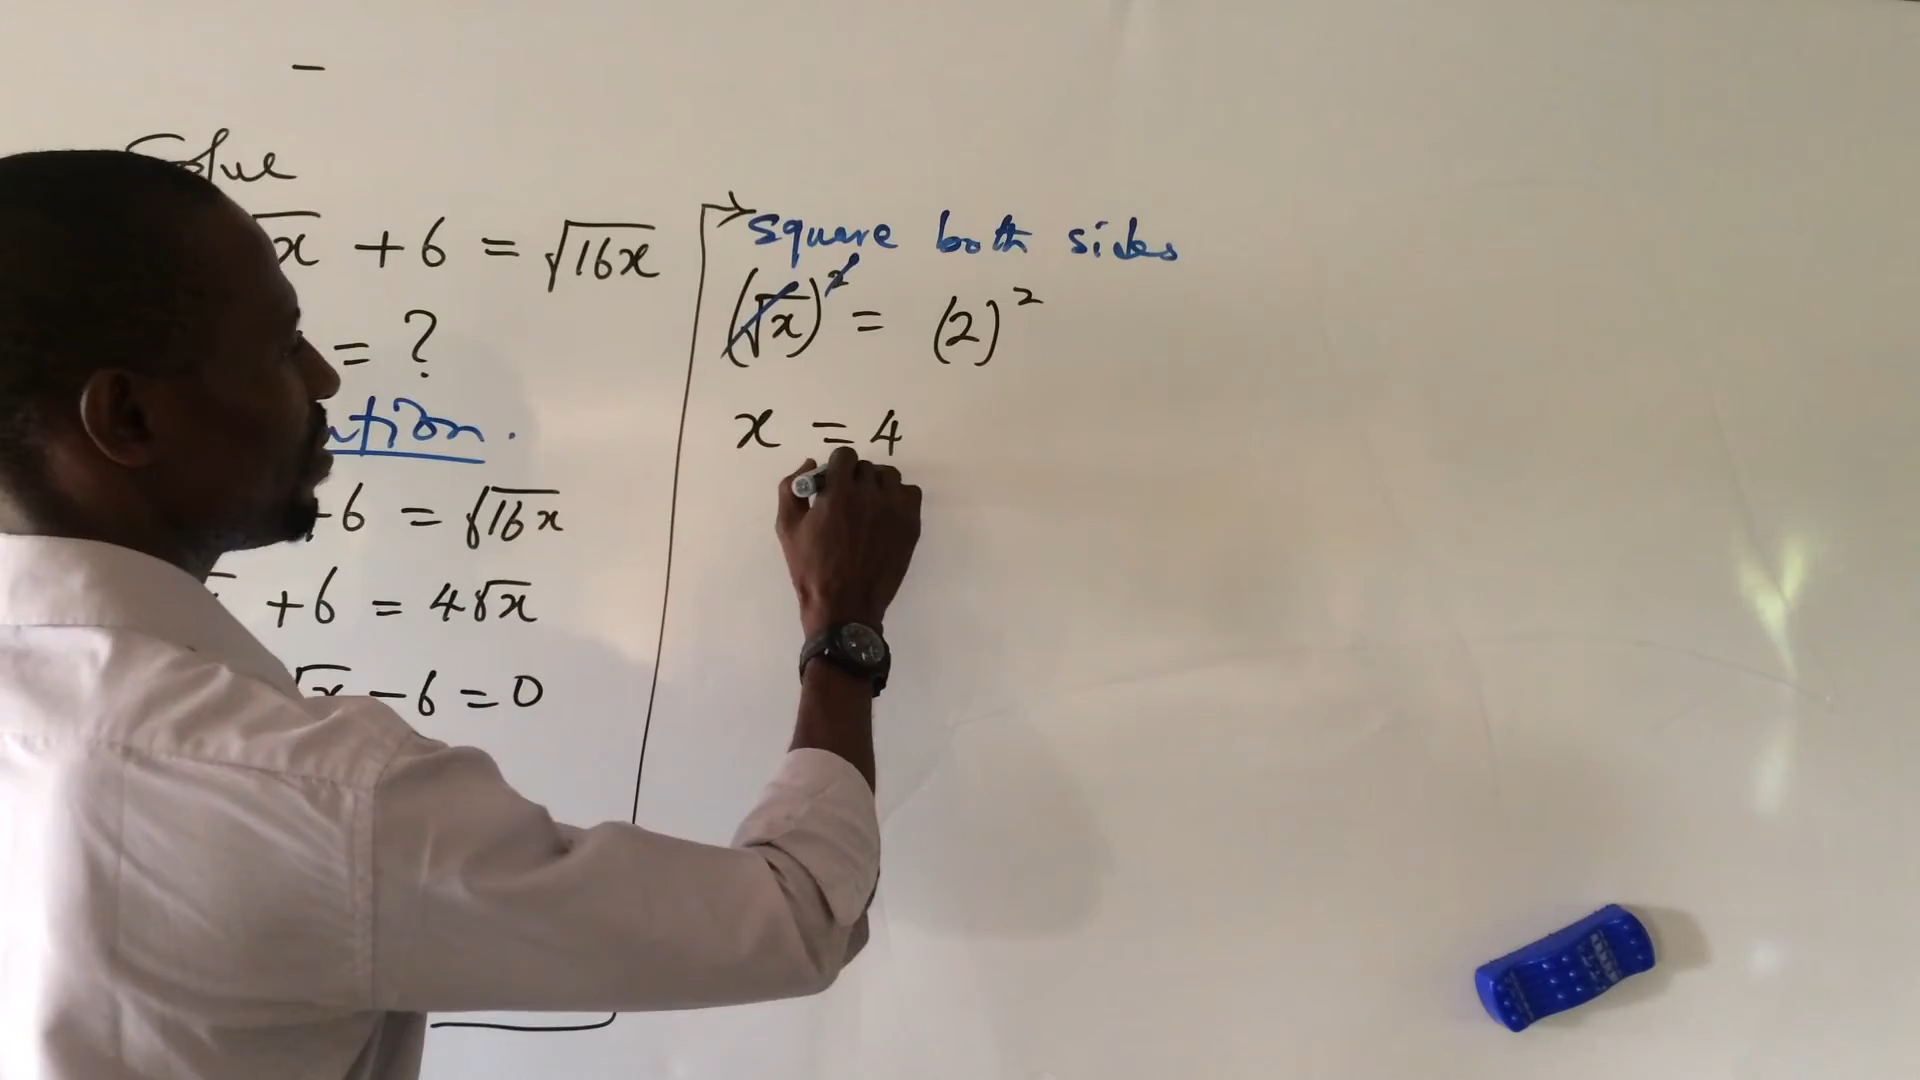 Solve
√x + 6 = √16x
= ?
+6 = √16x
+6 = 4√x
√x - 6 = 0
square both sides
(√x)² = (2)²
x = 4